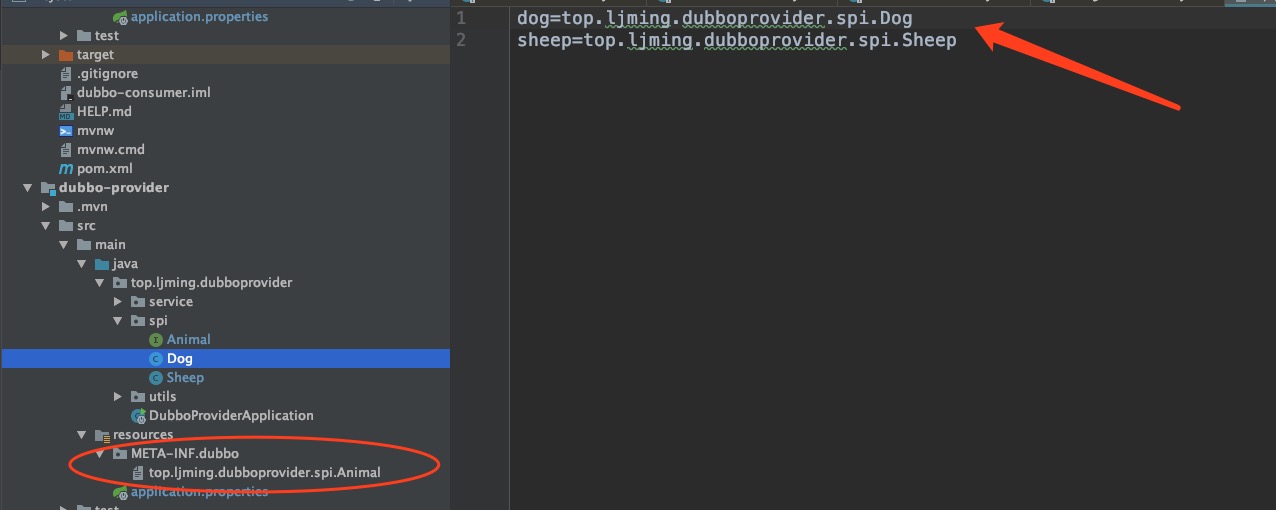 application.properties
test
target
.gitignore
dubbo-consumer.iml
HELP.md
mvnw
mvnw.cmd
pom.xml
dubbo-provider
.mvn
src
main
java
top.ljming.dubboprovider
service
spi
Animal
Dog
Sheep
utils
DubboProviderApplication
resources
META-INF.dubbo
top.ljming.dubboprovider.spi.Animal
application.properties
test
1 dog=top.ljming.dubboprovider.spi.Dog
2 sheep=top.ljming.dubboprovider.spi.Sheep